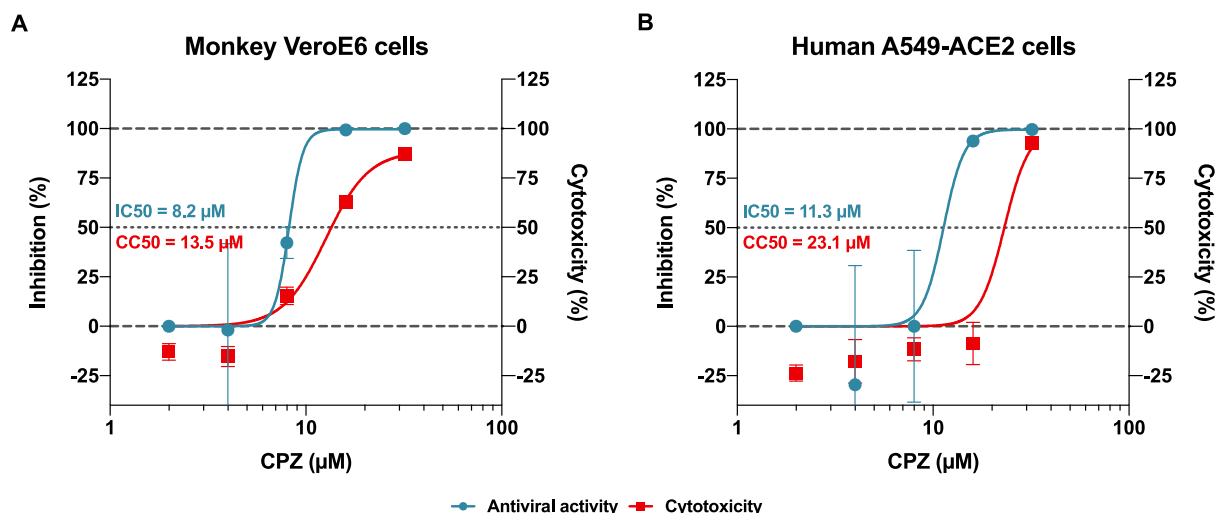 A
Monkey VeroE6 cells
125
100
75
50
25
0
-25
Inhibition (%)
IC50 = 8.2 µM
CC50 = 13.5 µM
125
100
75
50
25
0
-25
Cytotoxicity (%)
1
10
100
CPZ (µM)
B
Human A549-ACE2 cells
125
100
75
50
25
0
-25
Inhibition (%)
IC50 = 11.3 µM
CC50 = 23.1 µM
125
100
75
50
25
0
-25
Cytotoxicity (%)
1
10
100
CPZ (µM)
Antiviral activity
Cytotoxicity